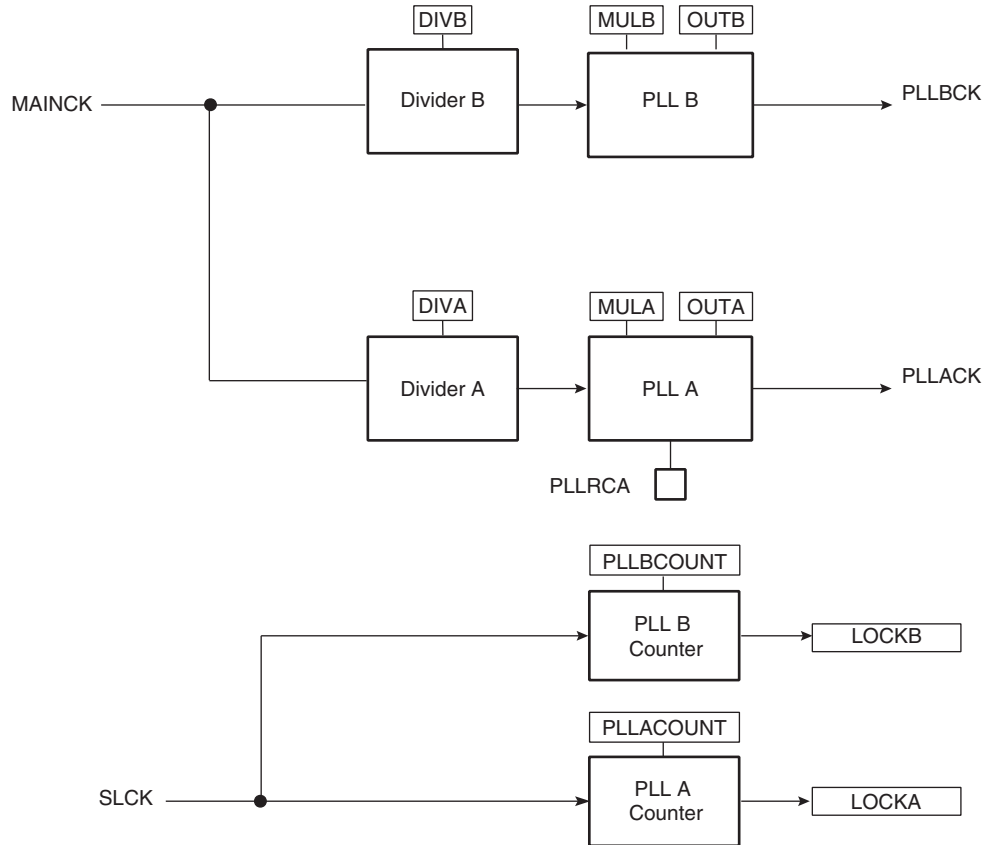 DIVB
MULB
OUTB
MAINCK
Divider B
PLL B
PLLBCK
DIVA
MULA
OUTA
Divider A
PLL A
PLLACK
PLLRCA
PLLBCOUNT
PLL B
Counter
LOCKB
PLLACOUNT
SLCK
PLL A
Counter
LOCKA